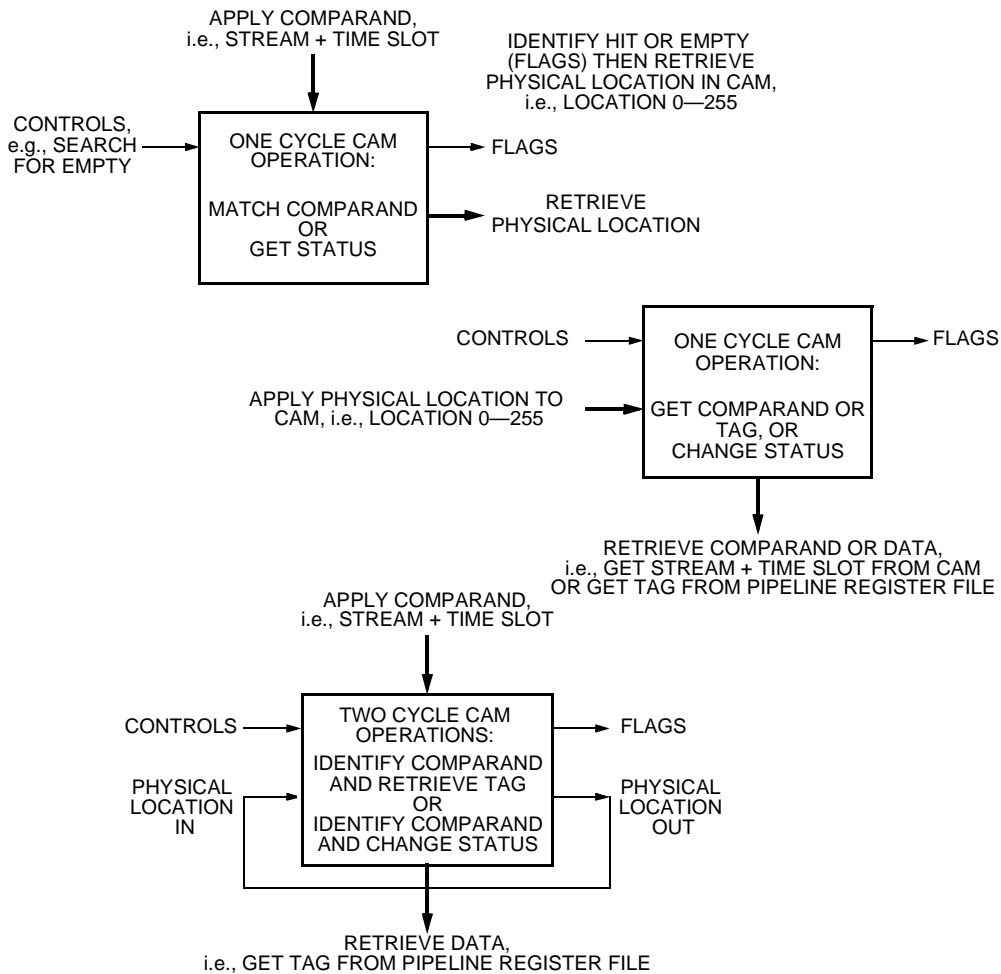 APPLY COMPARAND,
i.e., STREAM + TIME SLOT
IDENTIFY HIT OR EMPTY
(FLAGS) THEN RETRIEVE
PHYSICAL LOCATION IN CAM,
i.e., LOCATION 0—255
CONTROLS,
e.g., SEARCH
FOR EMPTY
ONE CYCLE CAM
OPERATION:
MATCH COMPARAND
OR
GET STATUS
FLAGS
RETRIEVE
PHYSICAL LOCATION
CONTROLS
APPLY PHYSICAL LOCATION TO
CAM, i.e., LOCATION 0—255
ONE CYCLE CAM
OPERATION:
GET COMPARAND OR
TAG, OR
CHANGE STATUS
FLAGS
RETRIEVE COMPARAND OR DATA,
i.e., GET STREAM + TIME SLOT FROM CAM
OR GET TAG FROM PIPELINE REGISTER FILE
APPLY COMPARAND,
i.e., STREAM + TIME SLOT
CONTROLS
PHYSICAL
LOCATION
IN
TWO CYCLE CAM
OPERATIONS:
IDENTIFY COMPARAND
AND RETRIEVE TAG
OR
IDENTIFY COMPARAND
AND CHANGE STATUS
FLAGS
PHYSICAL
LOCATION
OUT
RETRIEVE DATA,
i.e., GET TAG FROM PIPELINE REGISTER FILE